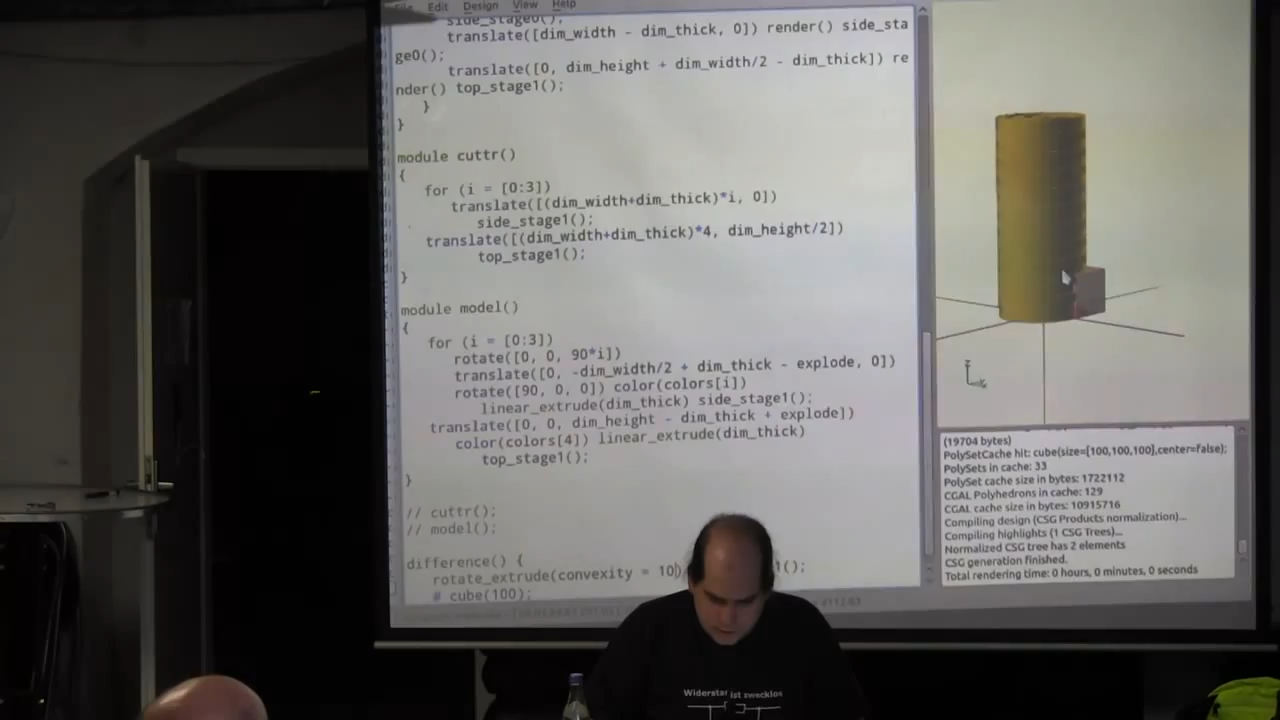 File Edit Design View Help
side_stage0();
translate([dim_width - dim_thick, 0]) render() side_sta
ge0();
translate([0, dim_height + dim_width/2 - dim_thick]) re
nder() top_stage1();
}
}
module cuttr()
{
for (i = [0:3])
translate([(dim_width+dim_thick)*i, 0])
side_stage1();
translate([(dim_width+dim_thick)*4, dim_height/2])
top_stage1();
}
module model()
{
for (i = [0:3])
rotate([0, 0, 90*i])
translate([0, -dim_width/2 + dim_thick - explode, 0])
rotate([90, 0, 0]) color(colors[i])
linear_extrude(dim_thick) side_stage1();
translate([0, 0, dim_height - dim_thick + explode])
color(colors[4]) linear_extrude(dim_thick)
top_stage1();
}
// cuttr();
// model();
difference() {
rotate_extrude(convexity = 10) 1();
# cube(100);
(19704 bytes)
PolySetCache hit: cube(size=[100,100,100],center=false);
PolySets in cache: 33
PolySet cache size in bytes: 1722112
CGAL Polyhedrons in cache: 129
CGAL cache size in bytes: 10915716
Compiling design (CSG Products normalization)...
Compiling highlights (1 CSG Trees)...
Normalized CSG tree has 2 elements
CSG generation finished.
Total rendering time: 0 hours, 0 minutes, 0 seconds
ist zwecklos